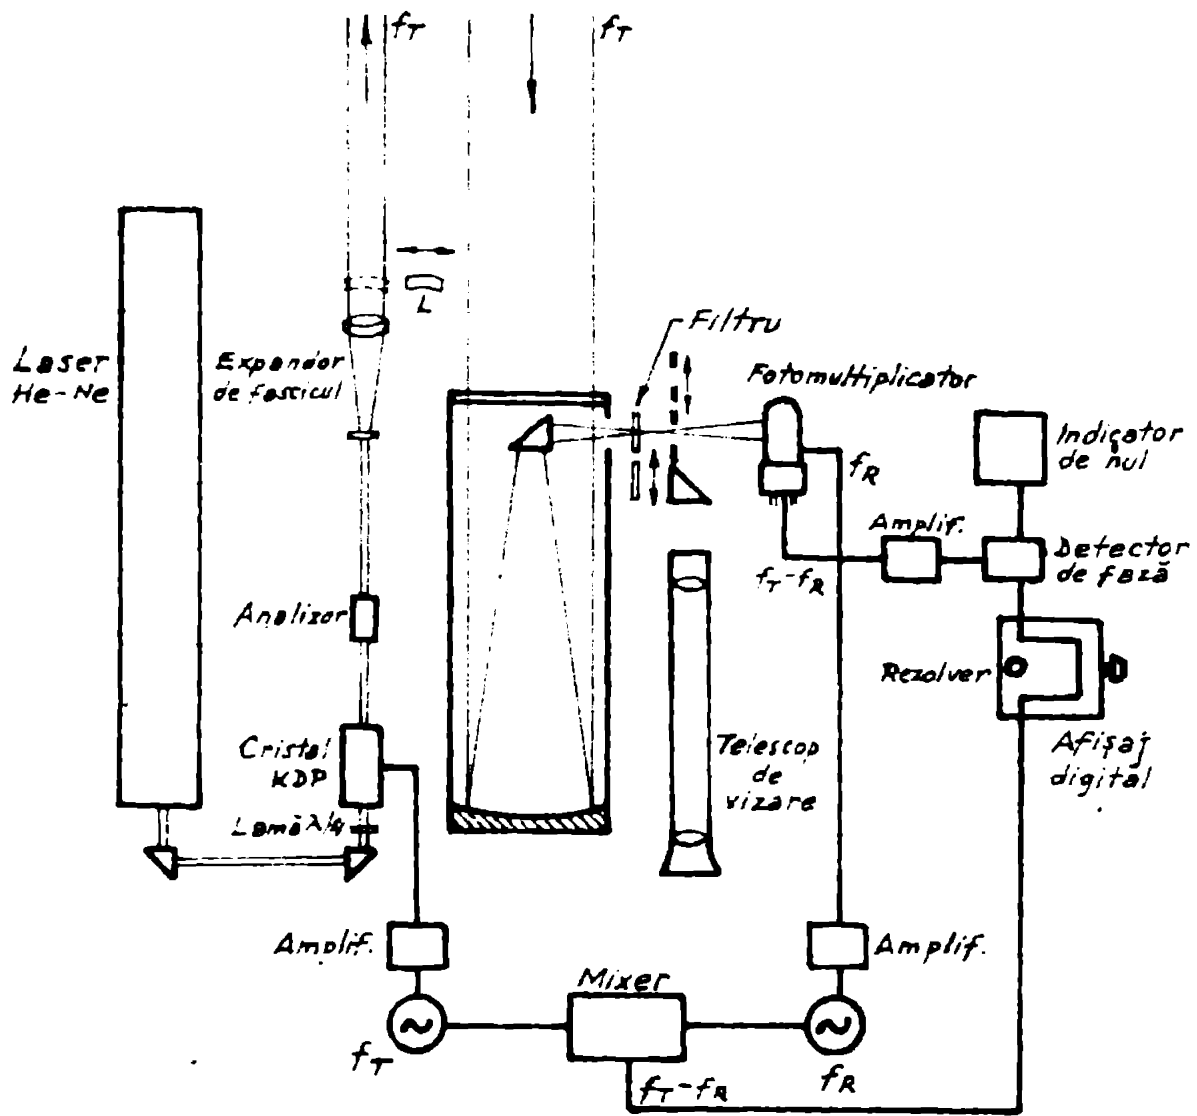 fT
fT
L
Filtru
Laser
He-Ne
Expandor
de fascicul
Fotomultiplicator
Indicator
de nul
fR
Amplif.
Detector
de fază
fT-fR
Analizor
Rezolver
Cristal
KDP
Telescop
de
vizare
Afişaj
digital
Lamă λ/4
Amplif.
Amplif.
Mixer
fT
fR
fT-fR